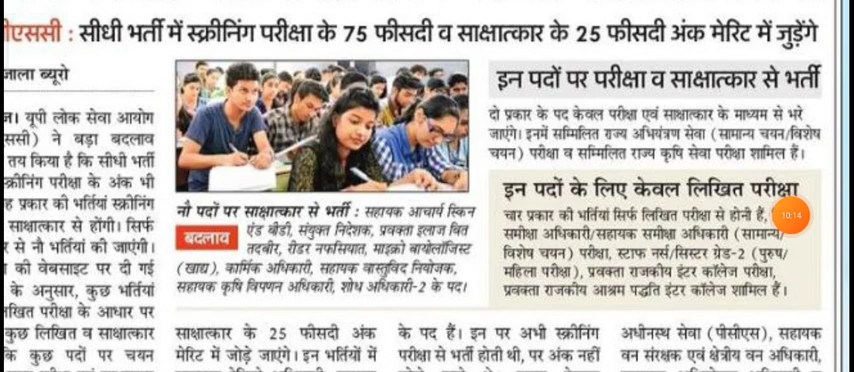 सीधी भर्ती में स्क्रीनिंग परीक्षा के 75 फीसदी व साक्षात्कार के 25 फीसदी अंक मेरिट में जुड़ेंगे
ब्यूरो
यूपी लोक सेवा आयोग
ने बड़ा बदलाव
तय किया है कि सीधी भर्ती
परीक्षा के अंक भी
प्रकार की भर्तियां स्क्रीनिंग
साक्षात्कार से होंगी। सिर्फ
से नौ भर्तियां की जाएंगी।
की वेबसाइट पर दी गई
के अनुसार, कुछ भर्तियां
परीक्षा के आधार पर
कुछ लिखित व साक्षात्कार
कुछ पदों पर चयन
नौ पदों पर साक्षात्कार से भर्ती : सहायक आचार्य स्किन
बदलाव
एंड बीडी, संयुक्त निदेशक, प्रवक्ता इलाज बित
तदबीर, रीडर नफसियात, माइक्रो बायोलॉजिस्ट
(खाद्य), कार्मिक अधिकारी, सहायक वास्तुविद नियोजक,
सहायक कृषि विपणन अधिकारी, शोध अधिकारी-2 के पद।
साक्षात्कार के 25 फीसदी अंक
मेरिट में जोड़े जाएंगे। इन भर्तियों में
के पद हैं। इन पर अभी स्क्रीनिंग
परीक्षा से भर्ती होती थी, पर अंक नहीं
इन पदों पर परीक्षा व साक्षात्कार से भर्ती
दो प्रकार के पद केवल परीक्षा एवं साक्षात्कार के माध्यम से भरे
जाएंगे। इनमें सम्मिलित राज्य अभियंत्रण सेवा (सामान्य चयन/विशेष
चयन) परीक्षा व सम्मिलित राज्य कृषि सेवा परीक्षा शामिल हैं।
इन पदों के लिए केवल लिखित परीक्षा
चार प्रकार की भर्तियां सिर्फ लिखित परीक्षा से होनी हैं,
10:14
समीक्षा अधिकारी/सहायक समीक्षा अधिकारी (सामान्य/
विशेष चयन) परीक्षा, स्टाफ नर्स/सिस्टर ग्रेड-2 (पुरुष/
महिला परीक्षा), प्रवक्ता राजकीय इंटर कॉलेज परीक्षा,
प्रवक्ता राजकीय आश्रम पद्धति इंटर कॉलेज शामिल हैं।
अधीनस्थ सेवा (पीसीएस), सहायक
वन संरक्षक एवं क्षेत्रीय वन अधिकारी,